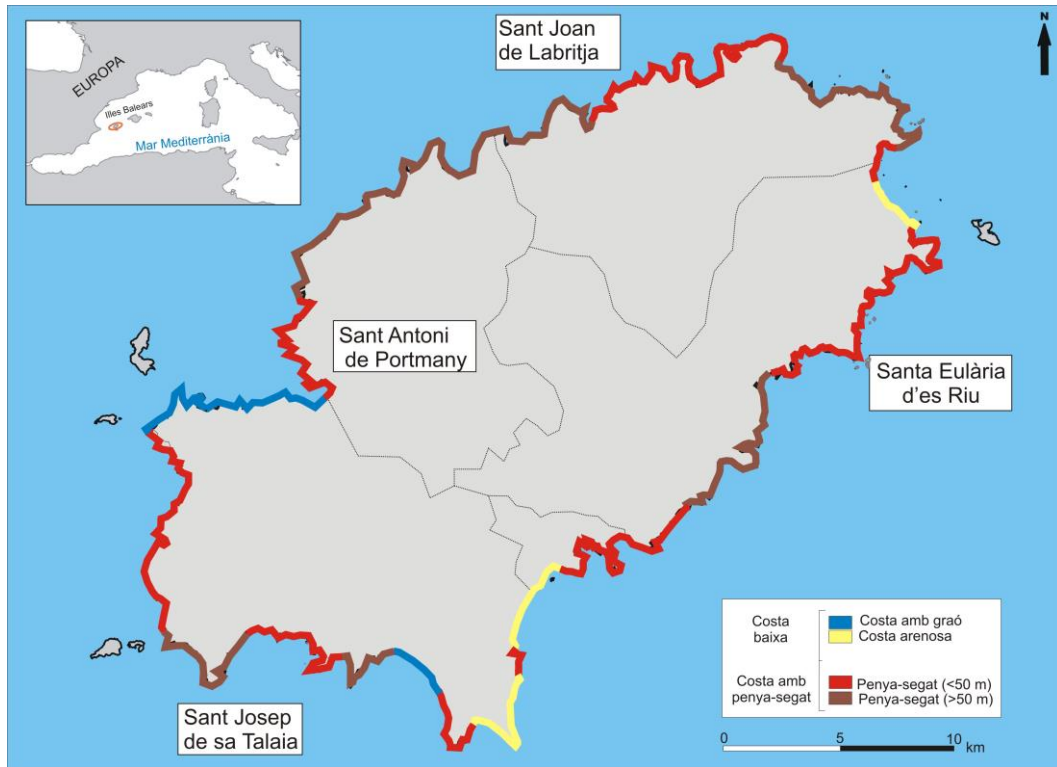 EUROPA
Illes Balears
Mar Mediterrània
Sant Joan
de Labritja
N
Sant Antoni
de Portmany
Santa Eulària
d'es Riu
Sant Josep
de sa Talaia
Costa
baixa
Costa amb graó
Costa arenosa
Costa amb
penya-segat
Penya-segat (<50 m)
Penya-segat (>50 m)
0 5 10
km